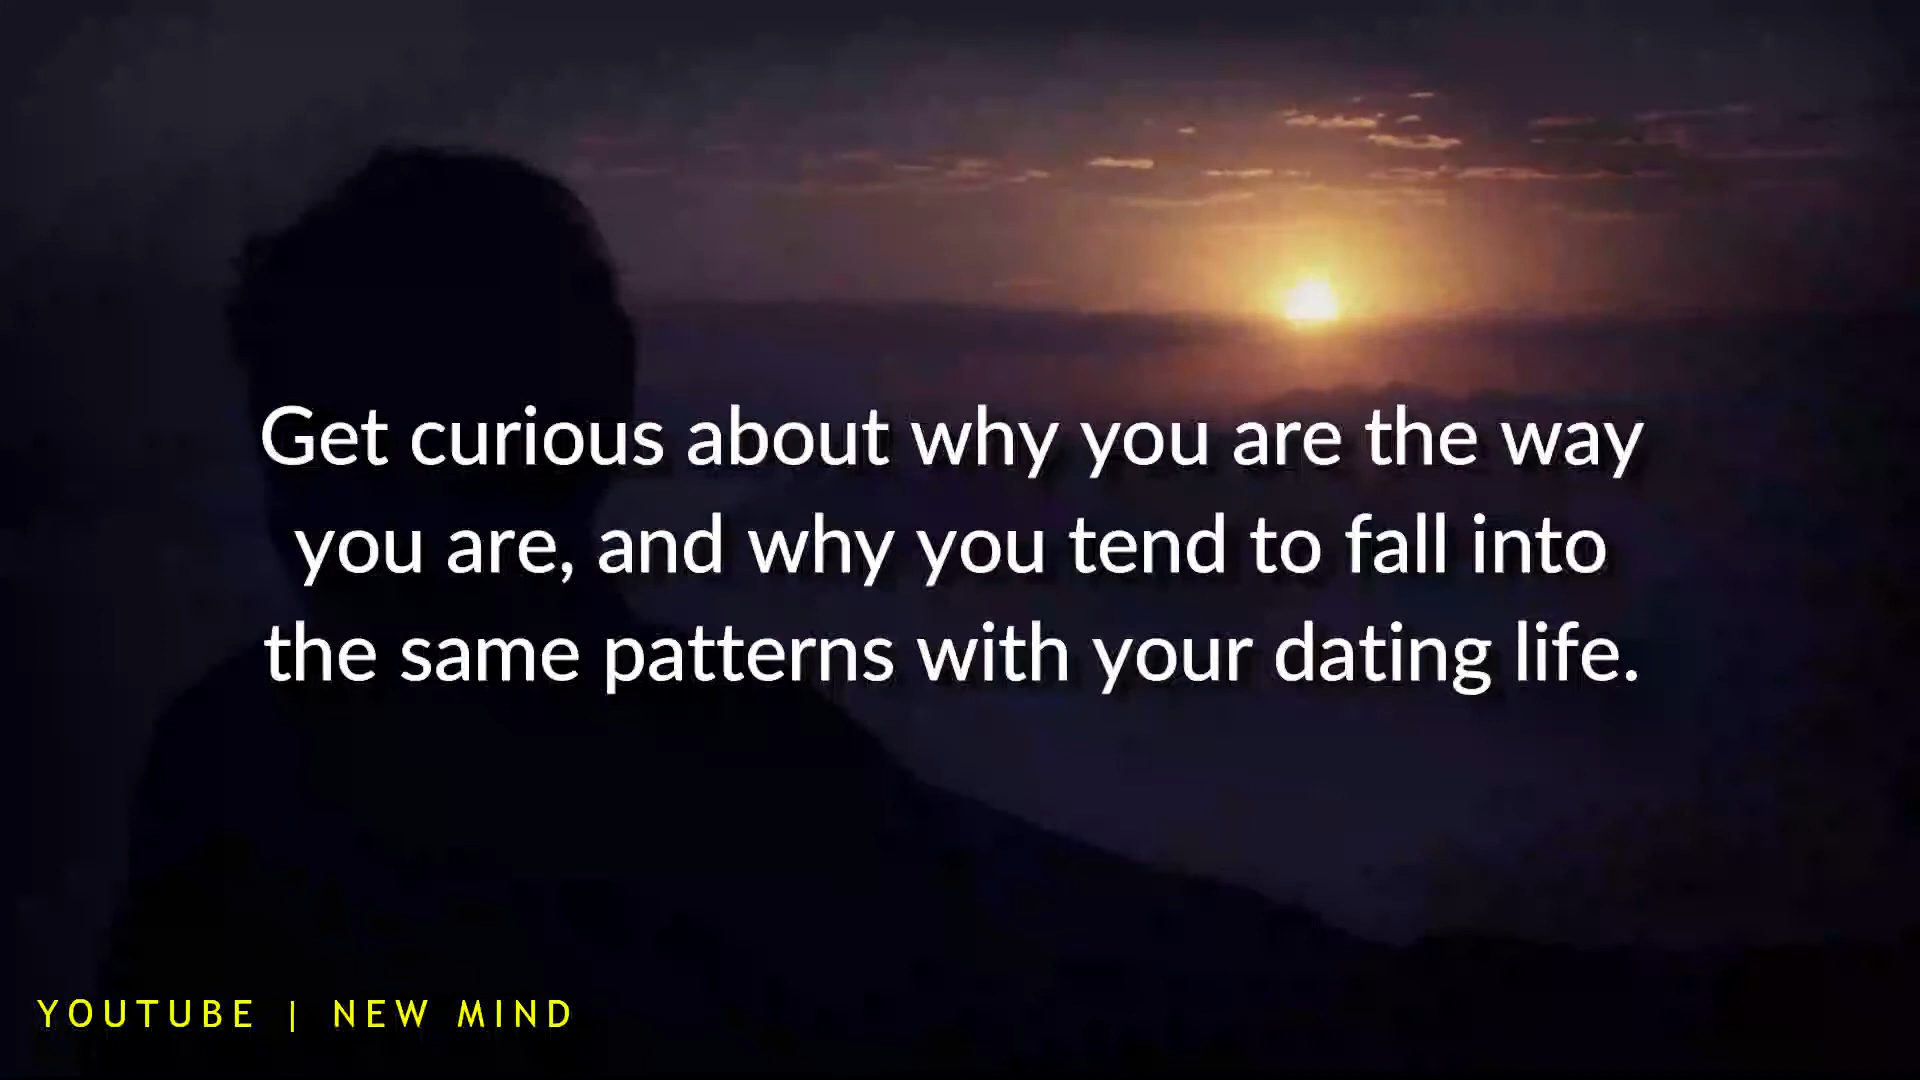 Get curious about why you are the way
you are, and why you tend to fall into
the same patterns with your dating life.
YOUTUBE | NEW MIND